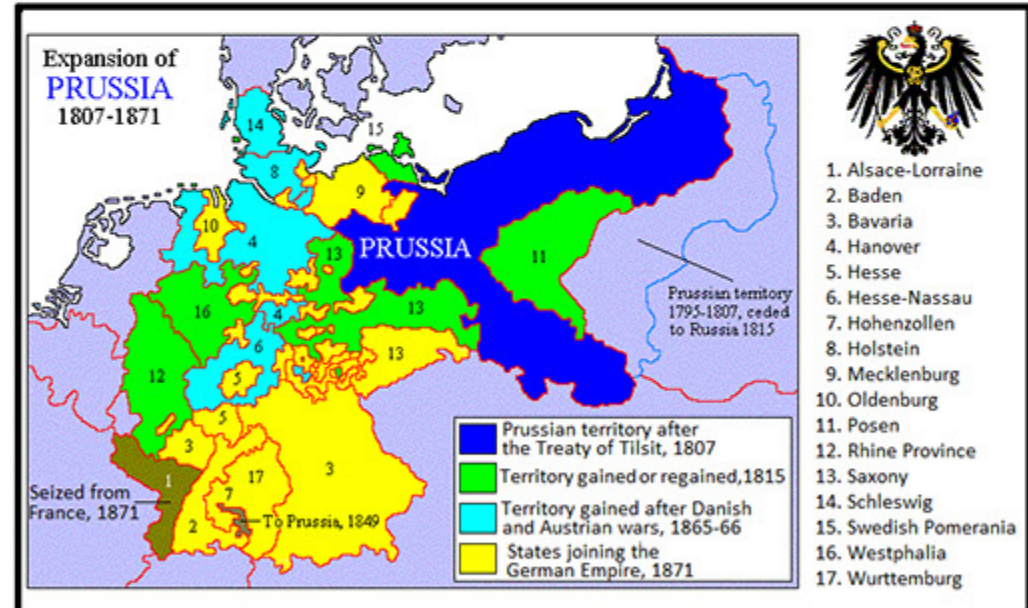 Expansion of
PRUSSIA
1807-1871
14
15
8
9
10
4
PRUSSIA
13
11
16
4
13
Prussian territory
1795-1807, ceded
to Russia 1815
6
13
12
5
5
3
1
17
3
Seized from
France, 1871
7
2
To Prussia, 1849
Prussian territory after
the Treaty of Tilsit, 1807
Territory gained or regained,1815
Territory gained after Danish
and Austrian wars, 1865-66
States joining the
German Empire, 1871
1. Alsace-Lorraine
2. Baden
3. Bavaria
4. Hanover
5. Hesse
6. Hesse-Nassau
7. Hohenzollen
8. Holstein
9. Mecklenburg
10. Oldenburg
11. Posen
12. Rhine Province
13. Saxony
14. Schleswig
15. Swedish Pomerania
16. Westphalia
17. Wurttemburg